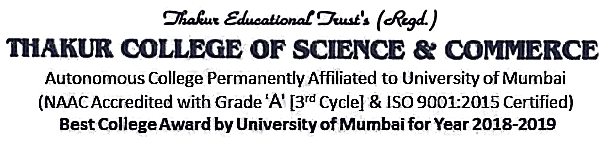 Thakur Educational Trust's (Regd.)
THAKUR COLLEGE OF SCIENCE & COMMERCE
Autonomous College Permanently Affiliated to University of Mumbai
(NAAC Accredited with Grade 'A' [3rd Cycle] & ISO 9001:2015 Certified)
Best College Award by University of Mumbai for Year 2018-2019